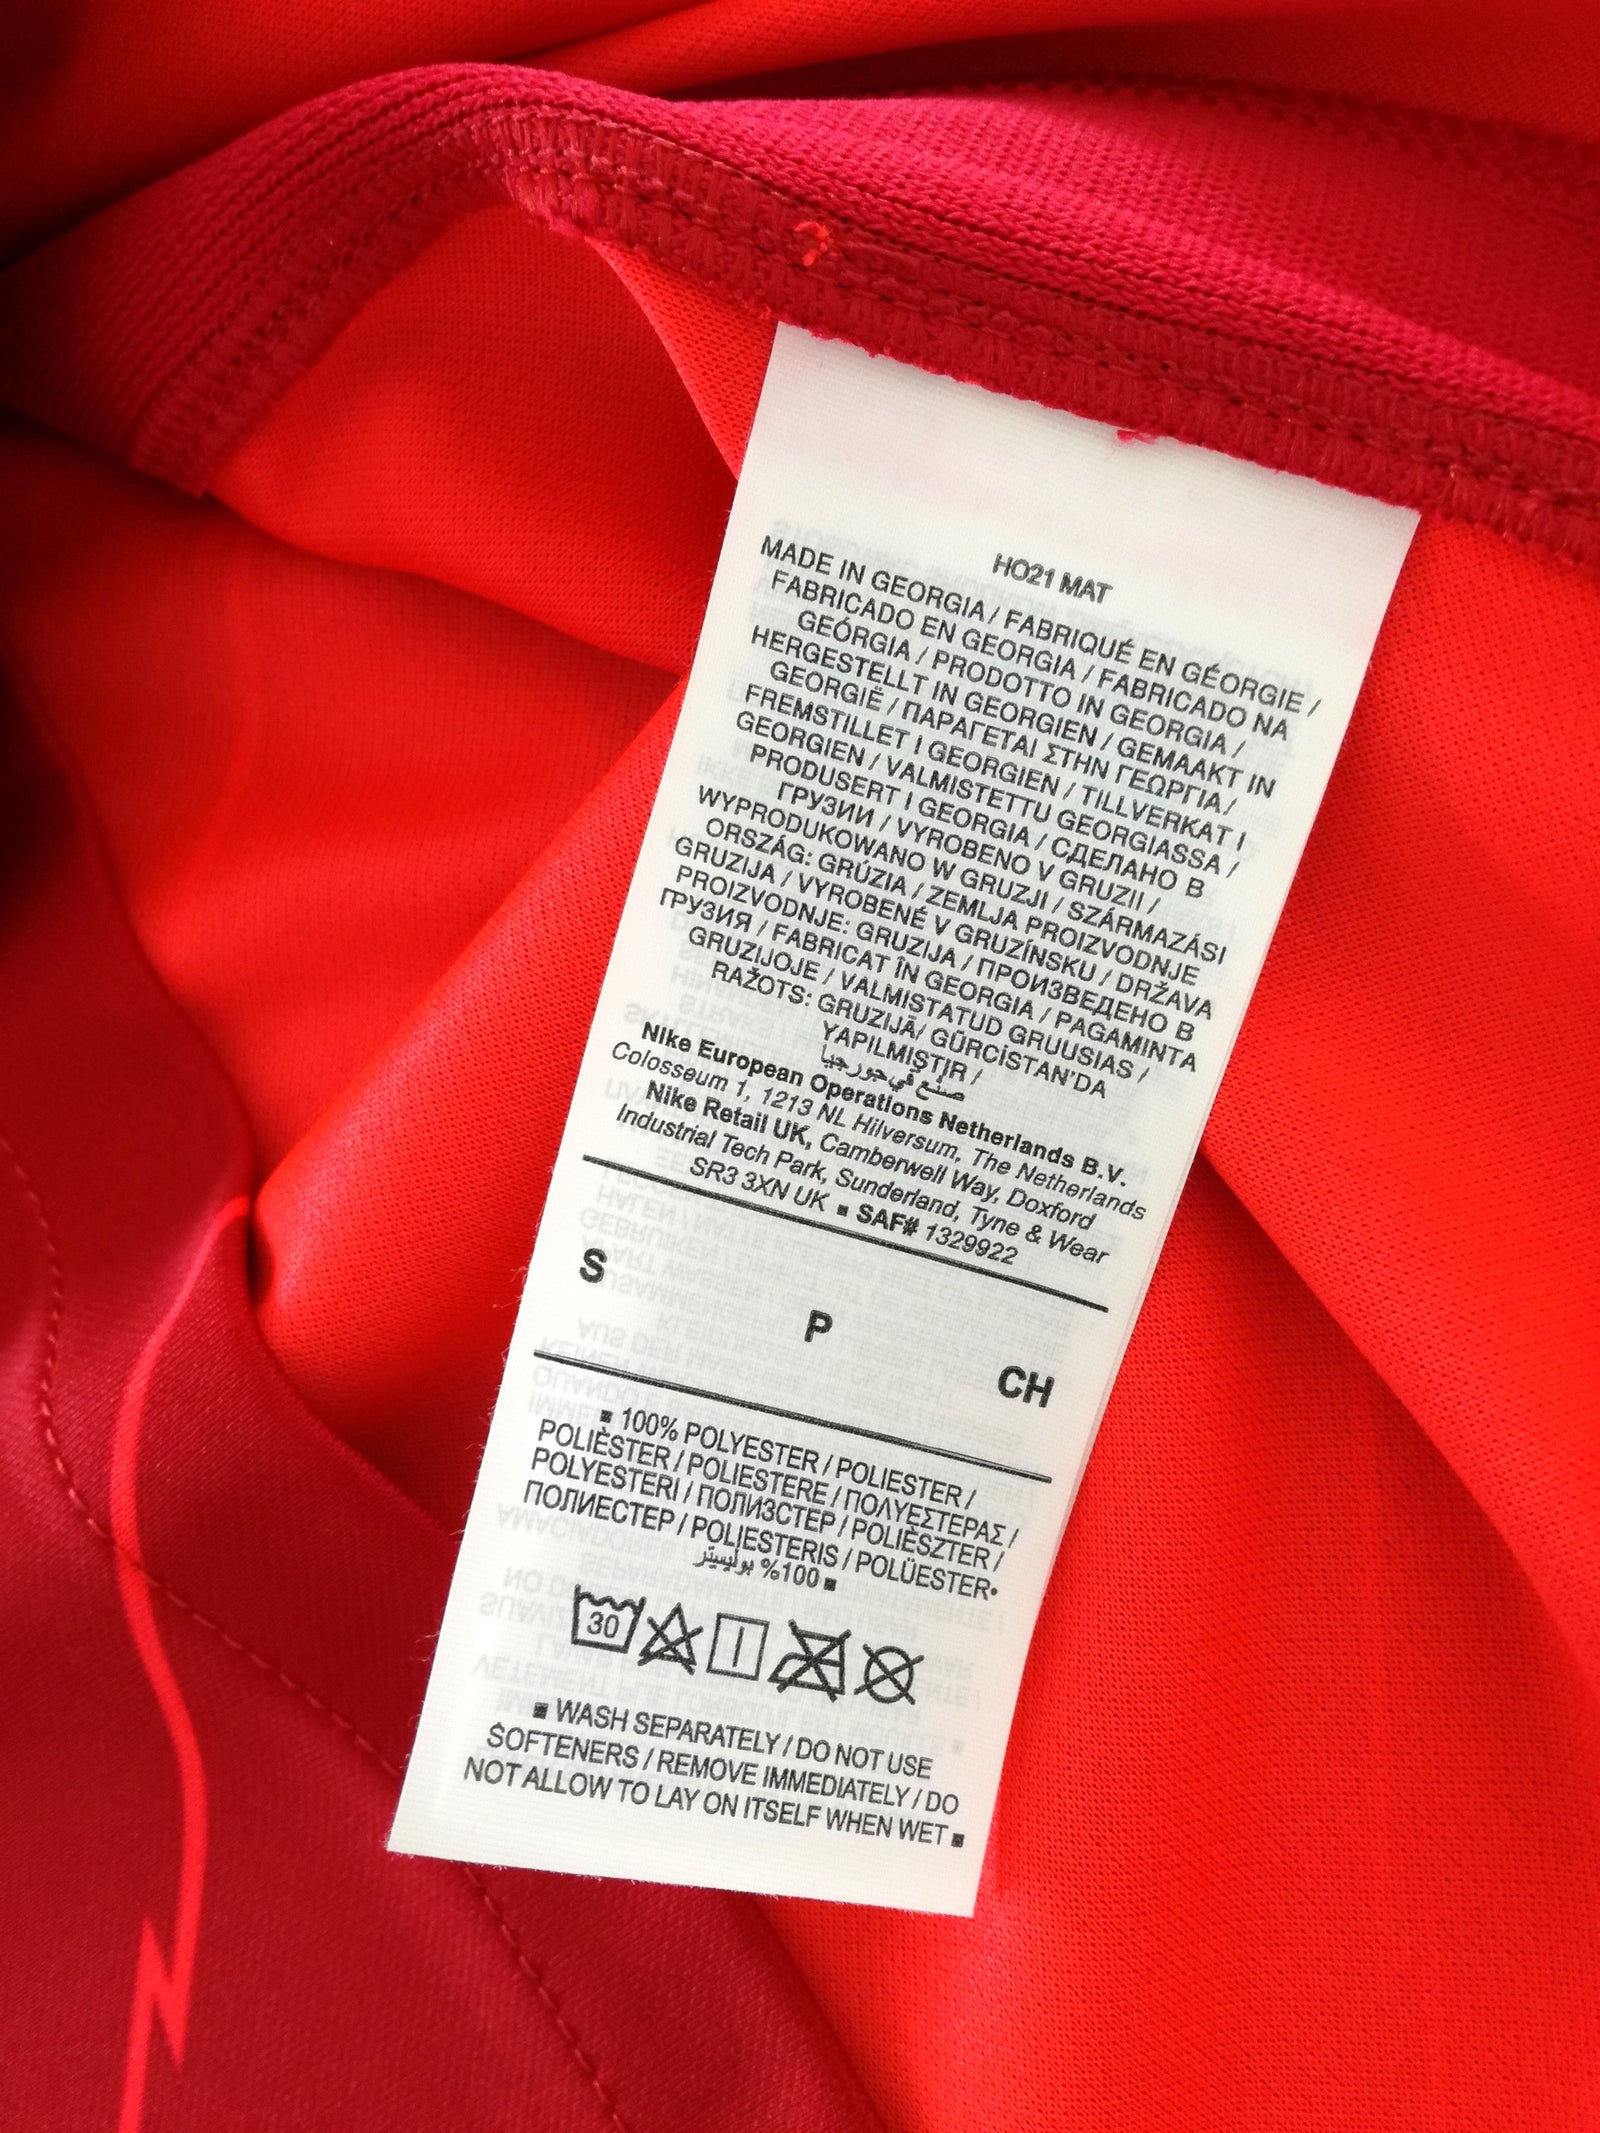 HO21 MAT
MADE IN GEORGIA / FABRIQUÉ EN GÉORGIE /
FABRICADO EN GEORGIA / FABRICADO NA
GEÓRGIA / PRODOTTO IN GEORGIA /
HERGESTELLT IN GEORGIEN / GEMAAKT IN
GEORGIË / ΠΑΡΑΓΕΤΑΙ ΣΤΗΝ ΓΕΩΡΓΙΑ /
FREMSTILLET I GEORGIEN / TILLVERKAT I
GEORGIEN / VALMISTETTU GEORGIASSA /
PRODUSERT I GEORGIA / СДЕЛАНО В
ГРУЗИИ / VYROBENO V GRUZII /
WYPRODUKOWANO W GRUZJI / SZÁRMAZÁSI
ORSZÁG: GRÚZIA / ZEMLJA PROIZVODNJE
GRUZIJA / VYROBENÉ V GRUZÍNSKU / DRŽAVA
PROIZVODNJE: GRUZIJA / ПРОИЗВЕДЕНО В
ГРУЗИЯ / FABRICAT ÎN GEORGIA / PAGAMINTA
GRUZIJOJE / VALMISTATUD GRUUSIAS /
RAŽOTS: GRUZIJĀ/ GÜRCİSTAN'DA
YAPILMIŞTIR /
صنع في جورجيا
Nike European Operations Netherlands B.V.
Colosseum 1, 1213 NL Hilversum, The Netherlands
Nike Retail UK, Camberwell Way, Doxford
Industrial Tech Park, Sunderland, Tyne & Wear
SR3 3XN UK ▪ SAF# 1329922
S P CH
▪ 100% POLYESTER / POLIESTER /
POLIÈSTER / POLIESTERE / ΠΟΛΥΕΣΤΕΡΑΣ /
POLYESTERI / ПОЛИЭСТЕР / POLIÈSZTER /
ПОЛИЕСТЕР / POLIESTERIS / POLÜESTER▪
100% بوليستر ▪
30
▪ WASH SEPARATELY / DO NOT USE
SOFTENERS / REMOVE IMMEDIATELY / DO
NOT ALLOW TO LAY ON ITSELF WHEN WET ▪